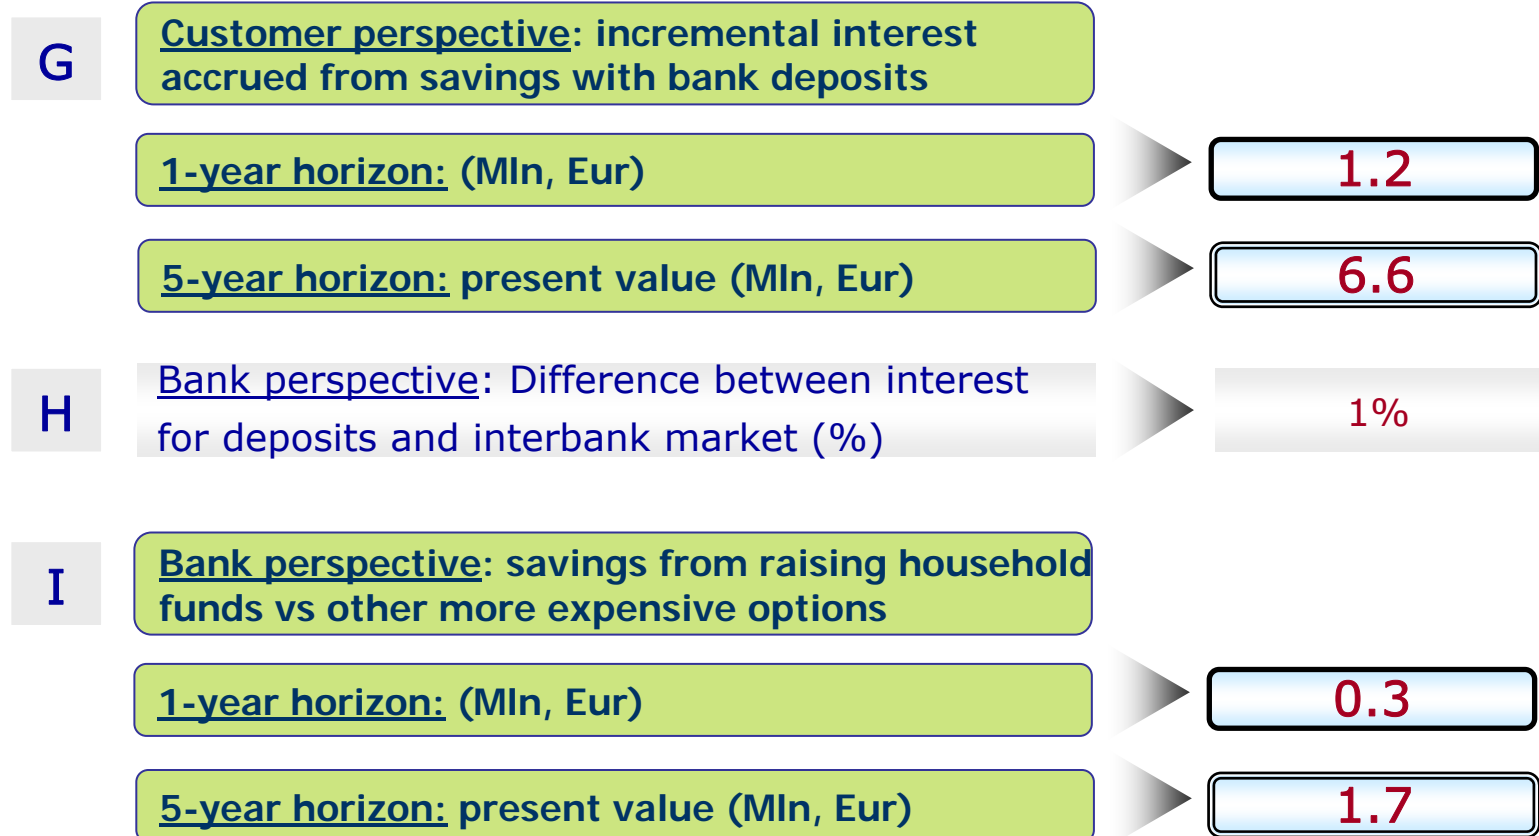 G
Customer perspective: incremental interest
accrued from savings with bank deposits
1-year horizon: (Mln, Eur)
1.2
5-year horizon: present value (Mln, Eur)
6.6
H
Bank perspective: Difference between interest
for deposits and interbank market (%)
1%
I
Bank perspective: savings from raising household
funds vs other more expensive options
1-year horizon: (Mln, Eur)
0.3
5-year horizon: present value (Mln, Eur)
1.7